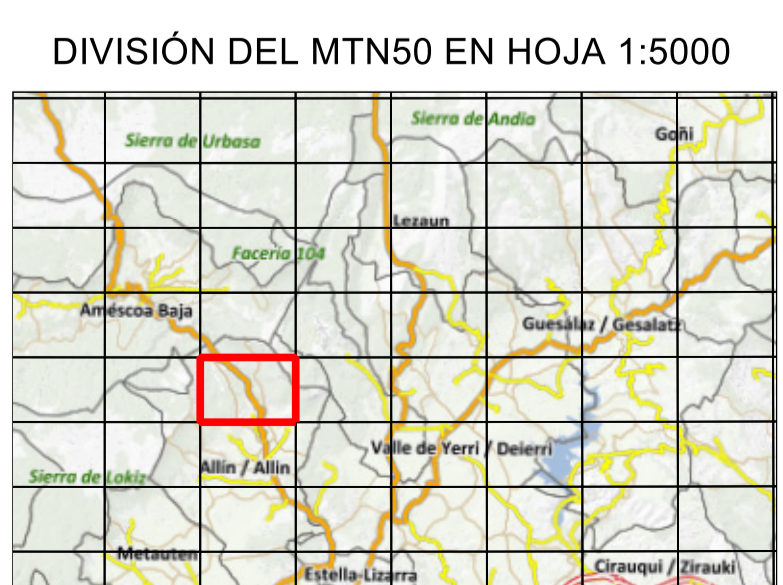 DIVISIÓN DEL MTN50 EN HOJA 1:5000
Sierra de Andia
Sierra de Urbasa
Goñi
Lezaun
Facería 104
Améscoa Baja
Guesálaz / Gesalatz
Valle de Yerri / Deierri
Allín / Allin
Sierra de Lokiz
Metauten
Cirauqui / Zirauki
Estella-Lizarra